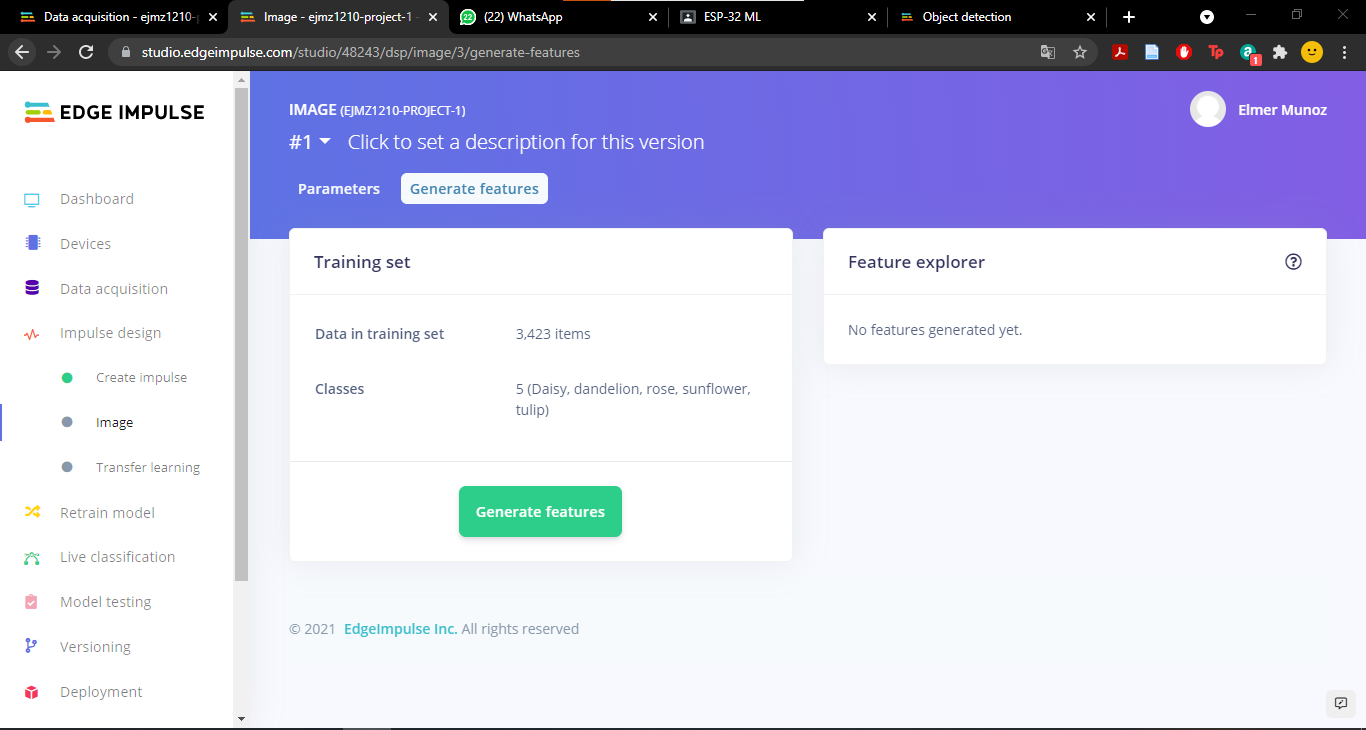 Data acquisition - ejmz1210-p
Image - ejmz1210-project-1 -
22
(22) WhatsApp
ESP-32 ML
Object detection
studio.edgeimpulse.com/studio/48243/dsp/image/3/generate-features
Tp
a
1
EDGE IMPULSE
Dashboard
Devices
Data acquisition
Impulse design
Create impulse
Image
Transfer learning
Retrain model
Live classification
Model testing
Versioning
Deployment
IMAGE (EJMZ1210-PROJECT-1)
Elmer Munoz
#1 Click to set a description for this version
Parameters
Generate features
Training set
Data in training set 3,423 items
Classes 5 (Daisy, dandelion, rose, sunflower,
tulip)
Generate features
Feature explorer
?
No features generated yet.
© 2021 EdgeImpulse Inc. All rights reserved